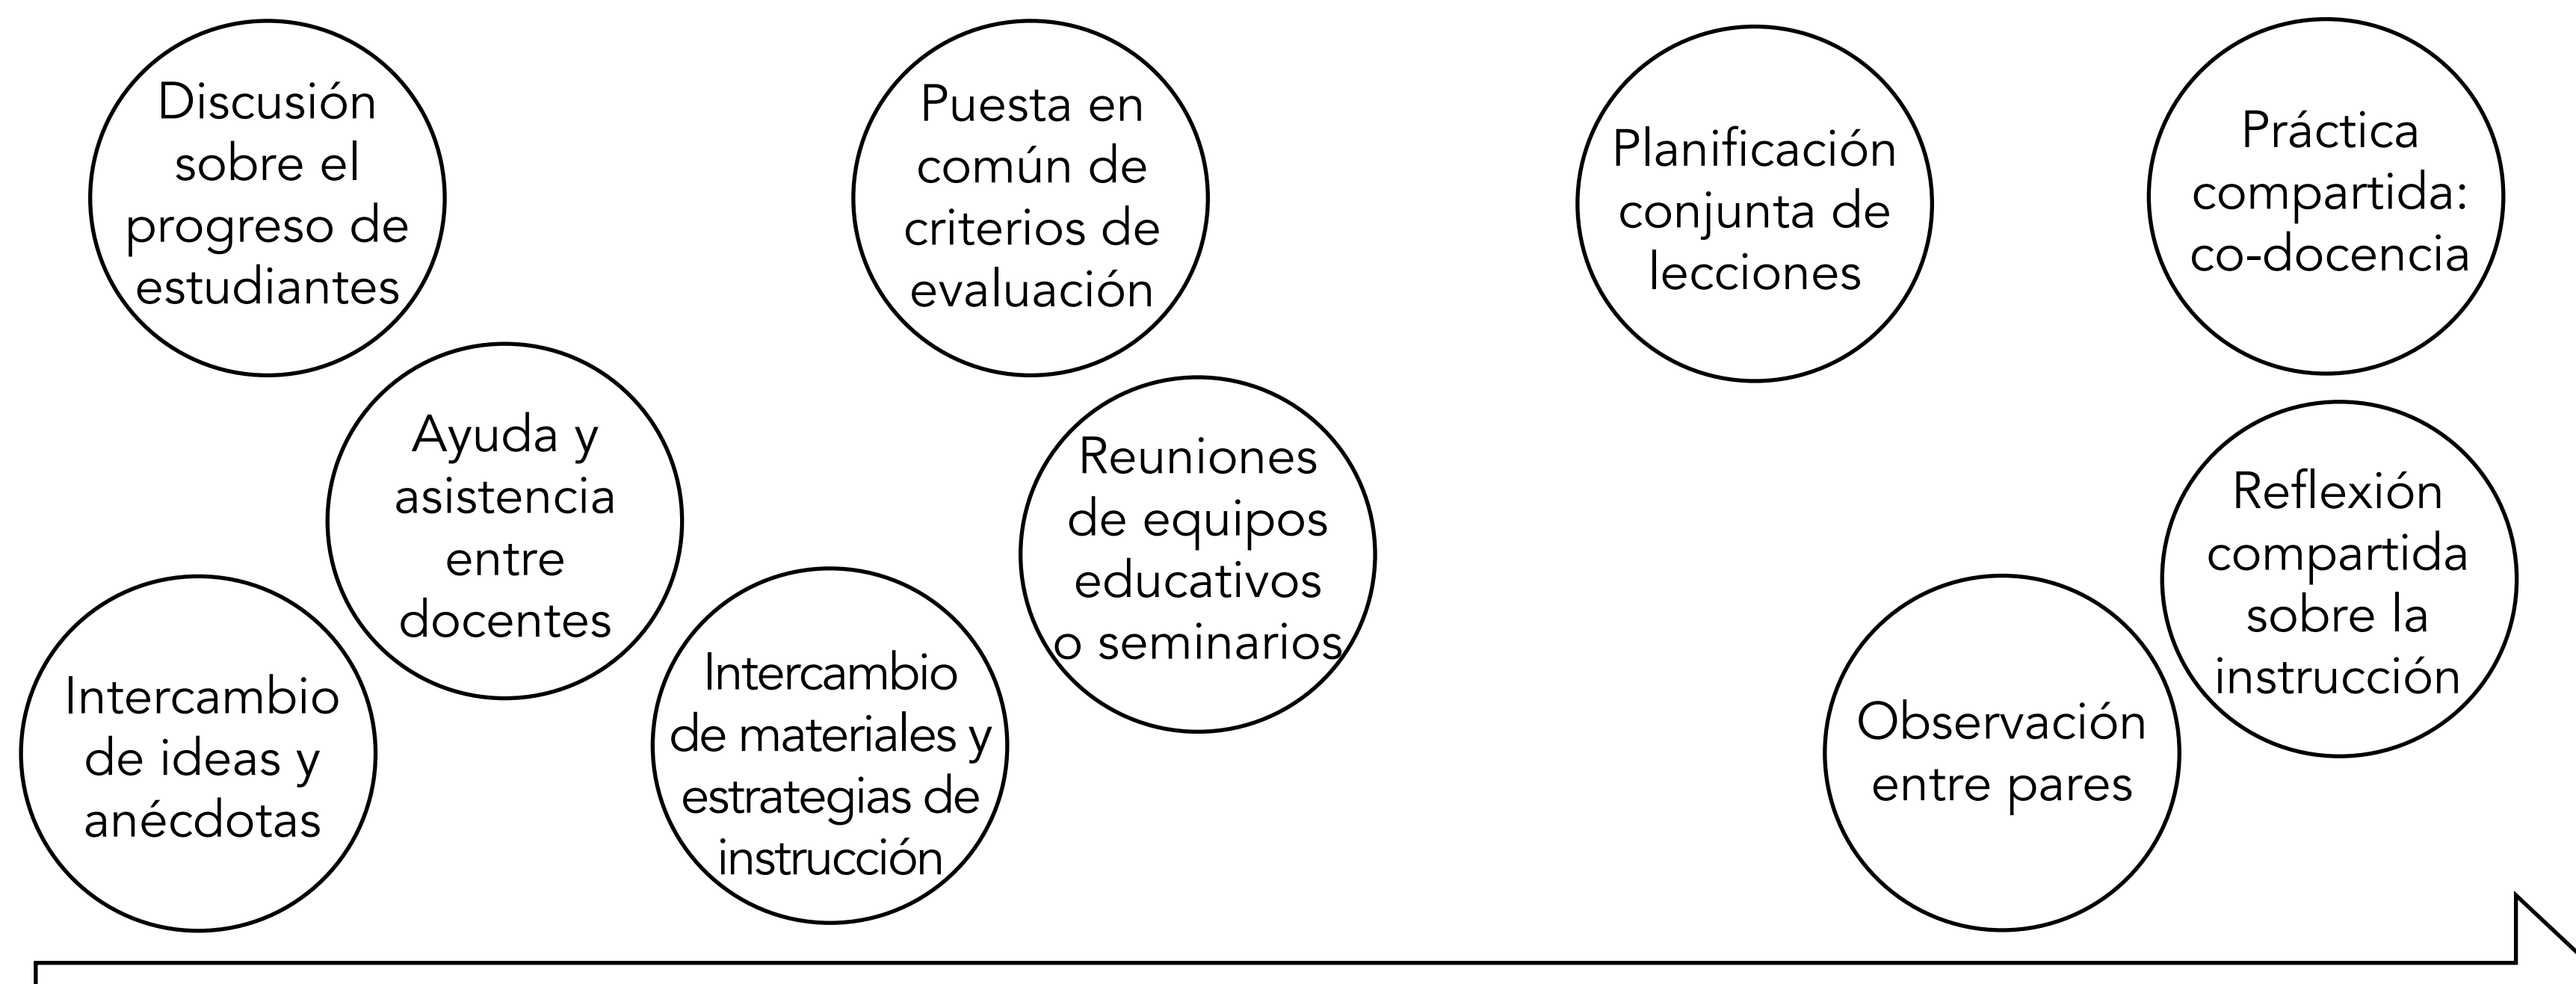 Discusión
sobre el
progreso de
estudiantes
Puesta en
común de
criterios de
evaluación
Planificación
conjunta de
lecciones
Práctica
compartida:
co-docencia
Ayuda y
asistencia
entre
docentes
Reuniones
de equipos
educativos
o seminarios
Reflexión
compartida
sobre la
instrucción
Intercambio
de ideas y
anécdotas
Intercambio
de materiales y
estrategias de
instrucción
Observación
entre pares